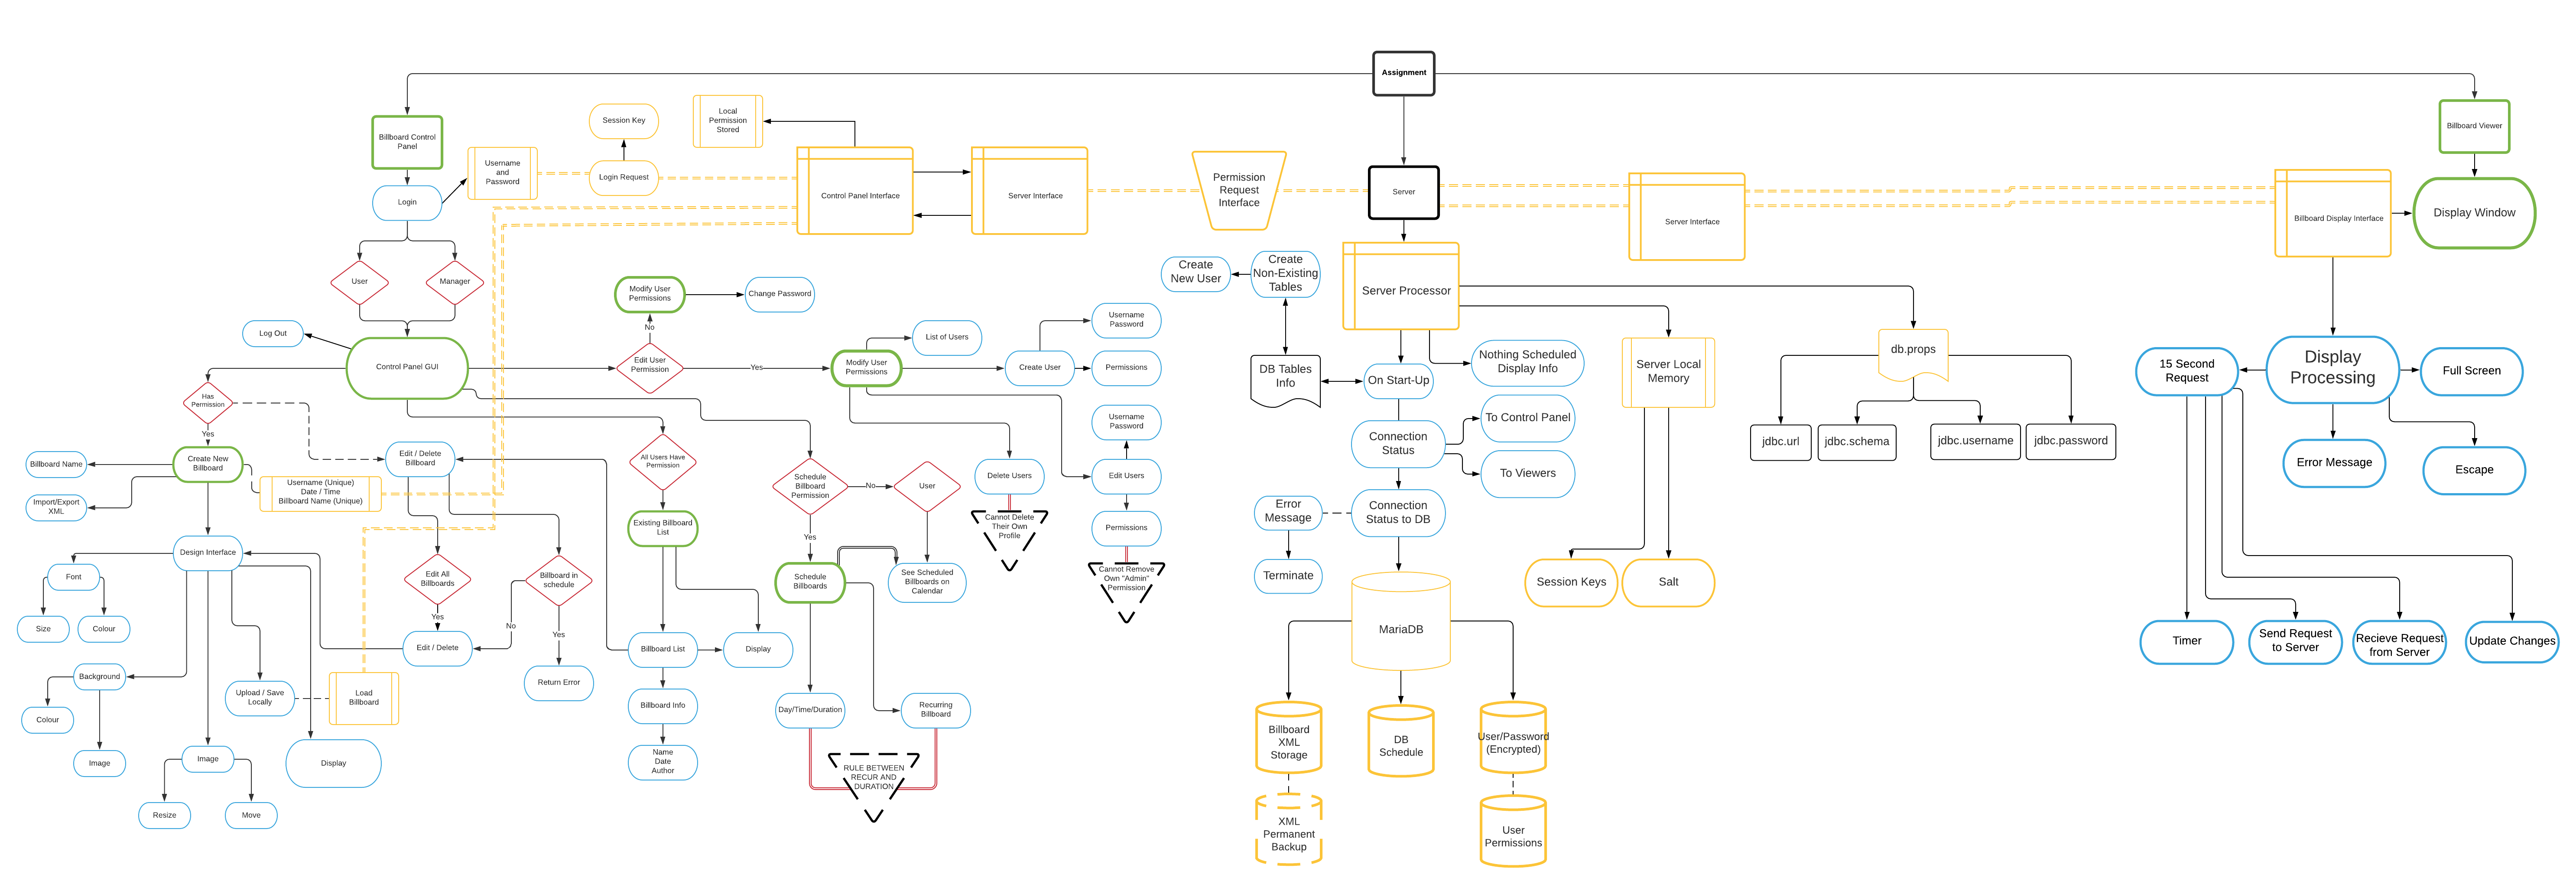 Assignment
Billboard Control
Panel
Login
Username
and
Password
Session Key
Login Request
Local
Permission
Stored
Control Panel Interface
Server Interface
Permission
Request
Interface
Server
Server Interface
Billboard Display Interface
Billboard Viewer
Display Window
User
Manager
Log Out
Control Panel GUI
Modify User
Permissions
Change Password
No
Edit User
Permission
Yes
Modify User
Permissions
List of Users
Create User
Username
Password
Permissions
Username
Password
Edit Users
Permissions
Cannot Remove
Own "Admin"
Permission
Delete Users
Cannot Delete
Their Own
Profile
Has
Permission
Yes
Create New
Billboard
Billboard Name
Import/Export
XML
Username (Unique)
Date / Time
Billboard Name (Unique)
Edit / Delete
Billboard
All Users Have
Permission
Existing Billboard
List
Schedule
Billboard
Permission
No
User
Yes
Schedule
Billboards
See Scheduled
Billboards on
Calendar
Design Interface
Font
Size
Colour
Background
Colour
Image
Image
Resize
Move
Upload / Save
Locally
Load
Billboard
Display
Edit All
Billboards
Yes
Edit / Delete
No
Billboard in
schedule
Yes
Return Error
Billboard List
Display
Billboard Info
Name
Date
Author
Day/Time/Duration
Recurring
Billboard
RULE BETWEEN
RECUR AND
DURATION
Create
New User
Create
Non-Existing
Tables
Server Processor
DB Tables
Info
On Start-Up
Nothing Scheduled
Display Info
Connection
Status
To Control Panel
To Viewers
Error
Message
Connection
Status to DB
Terminate
MariaDB
Billboard
XML
Storage
DB
Schedule
User/Password
(Encrypted)
XML
Permanent
Backup
User
Permissions
Server Local
Memory
Session Keys
Salt
db.props
jdbc.url
jdbc.schema
jdbc.username
jdbc.password
15 Second
Request
Display
Processing
Full Screen
Error Message
Escape
Timer
Send Request
to Server
Recieve Request
from Server
Update Changes